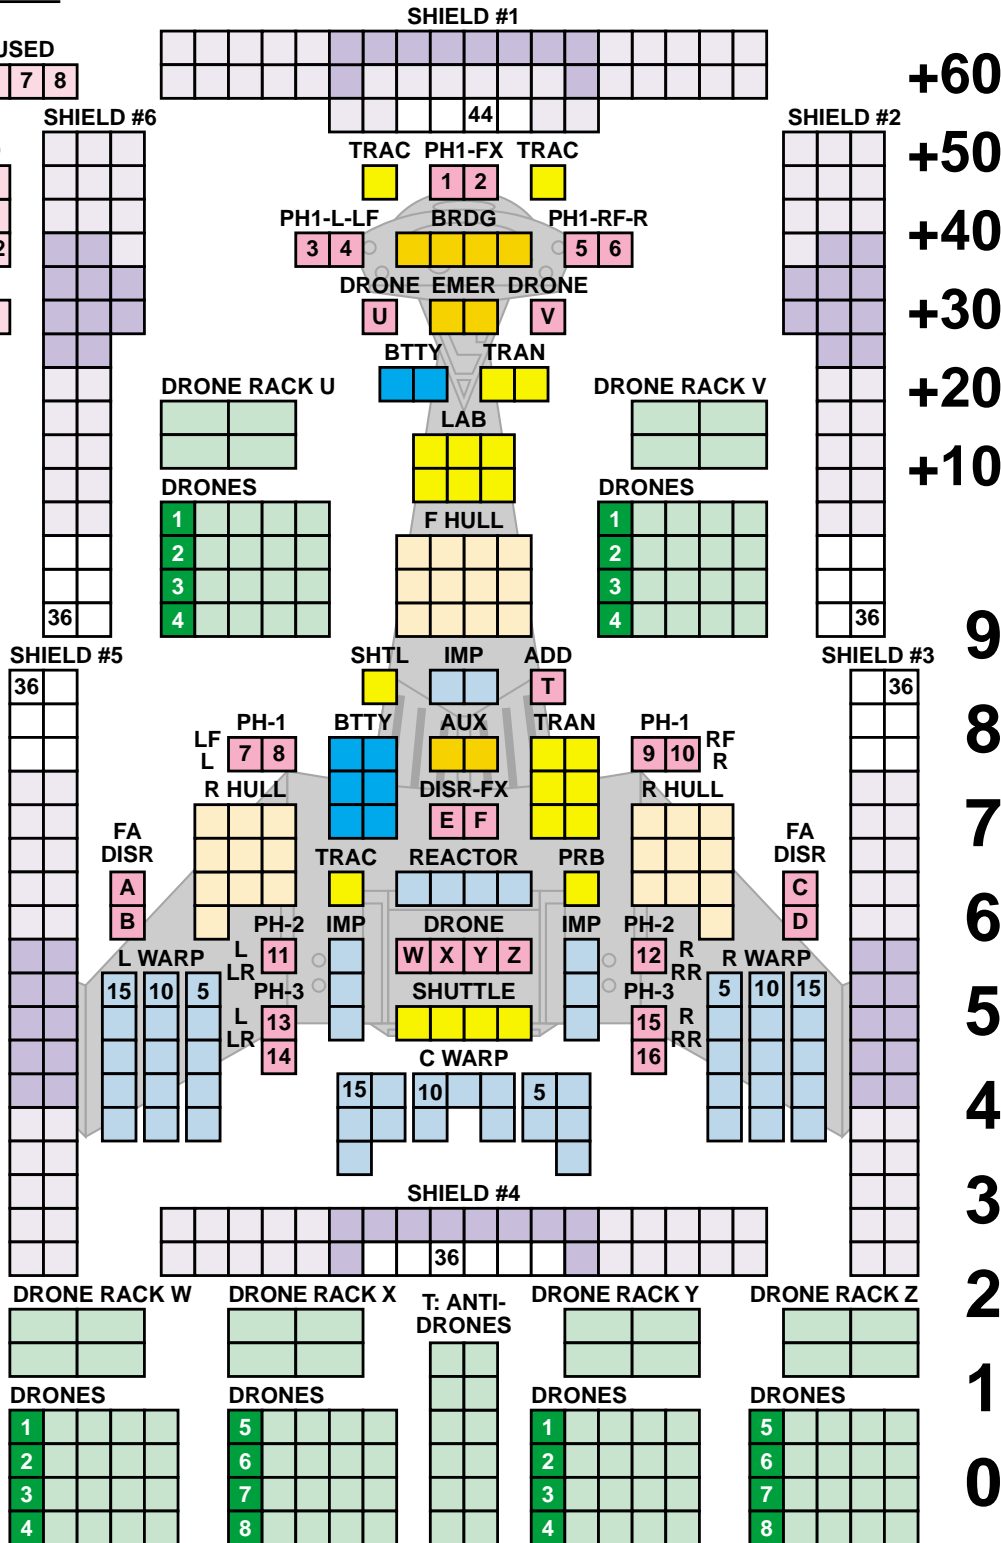 SHIELD #1
USED
7 8
+60
44
SHIELD #6
SHIELD #2
TRAC PH1-FX TRAC
+50
1 2
PH1-L-LF BRDG PH1-RF-R
+40
2
3 4
5 6
DRONE EMER DRONE
+30
U
V
BTTY TRAN
DRONE RACK U
DRONE RACK V
+20
LAB
+10
DRONES
DRONES
1
1
F HULL
2
2
3
3
4
4
36
36
9
SHIELD #5
SHTL IMP ADD
SHIELD #3
36
T
36
PH-1 BTTY AUX TRAN PH-1
8
LF
L
7 8
9 10
RF
R
R HULL DISR-FX R HULL
7
E F
FA
DISR
FA
DISR
TRAC REACTOR PRB
A
B
C
D
6
PH-2 IMP DRONE IMP PH-2
L
LR
11
W X Y Z
12
R
RR
L WARP
R WARP
15 10 5
PH-3 SHUTTLE PH-3
5 10 15
5
L
LR
13
14
15
16
R
RR
C WARP
15 10 5
4
SHIELD #4
3
36
DRONE RACK W
DRONE RACK X
T: ANTI-
DRONES
DRONE RACK Y
DRONE RACK Z
2
1
DRONES
DRONES
DRONES
DRONES
1 5 1 5
2 6 2 6
0
3 7 3 7
4 8 4 8